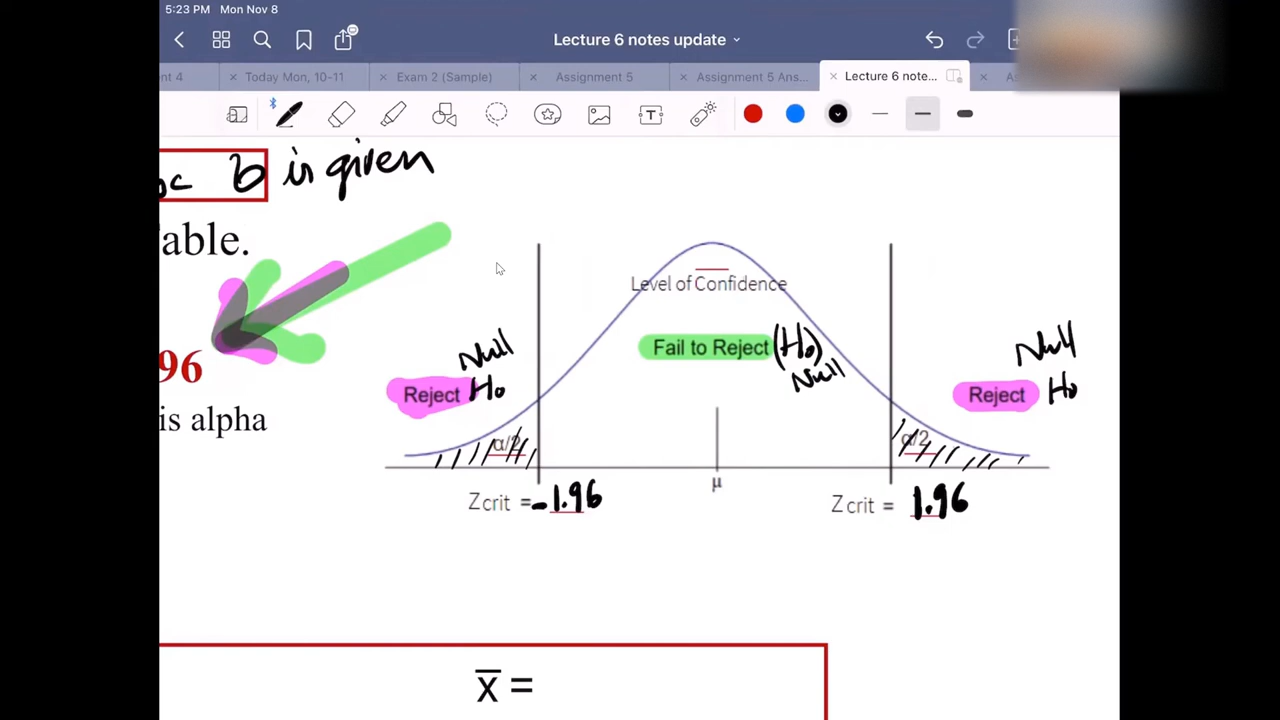 5:23 PM Mon Nov 8
Lecture 6 notes update
nt 4
Today Mon, 10-11
Exam 2 (Sample)
Assignment 5
Assignment 5 Ans...
Lecture 6 note...
T
is given
able.
96
is alpha
Level of Confidence
Fail to Reject (Ho)
Null
Null
Reject Ho
Null
Reject Ho
α/2
α/2
μ
Zcrit = -1.96
Zcrit = 1.96
x̄ =